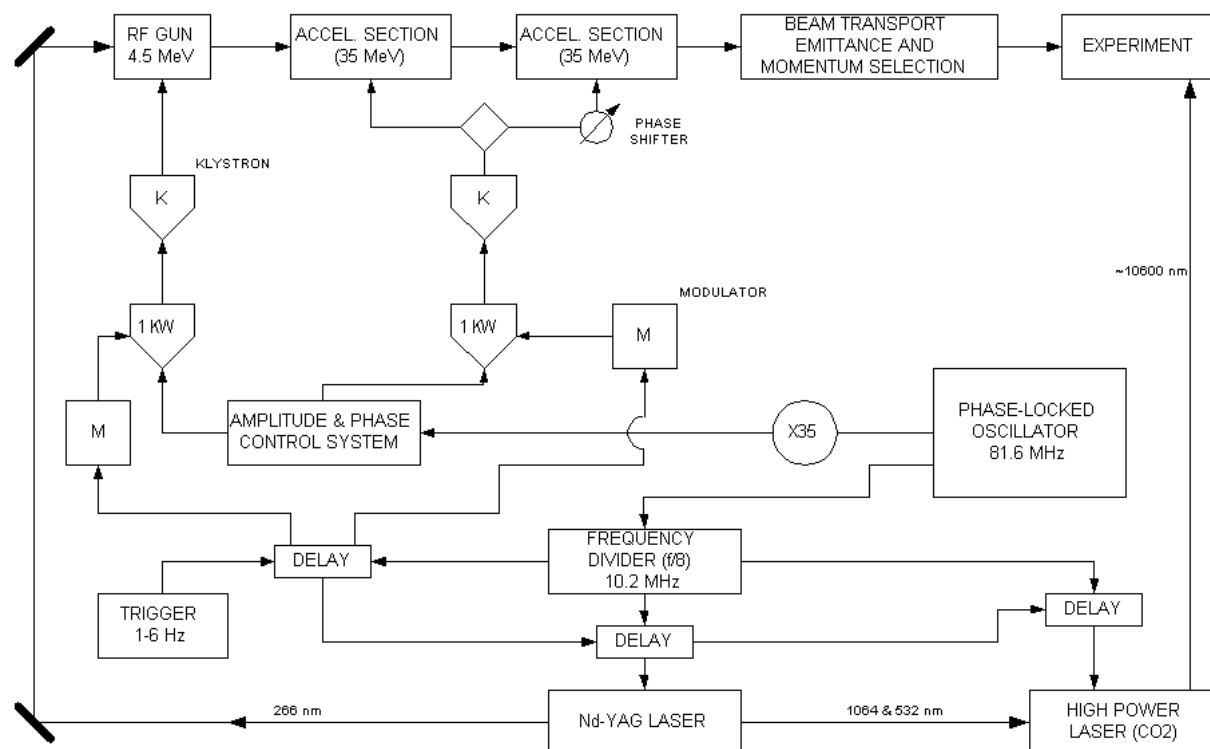 RF GUN
4.5 MeV
ACCEL. SECTION
(35 MeV)
ACCEL. SECTION
(35 MeV)
BEAM TRANSPORT
EMITTANCE AND
MOMENTUM SELECTION
EXPERIMENT
PHASE
SHIFTER
KLYSTRON
K
K
~10600 nm
MODULATOR
1 KW
1 KW
M
M
AMPLITUDE & PHASE
CONTROL SYSTEM
X35
PHASE-LOCKED
OSCILLATOR
81.6 MHz
DELAY
FREQUENCY
DIVIDER (f/8)
10.2 MHz
TRIGGER
1-6 Hz
DELAY
DELAY
266 nm
Nd-YAG LASER
1064 & 532 nm
HIGH POWER
LASER (CO2)